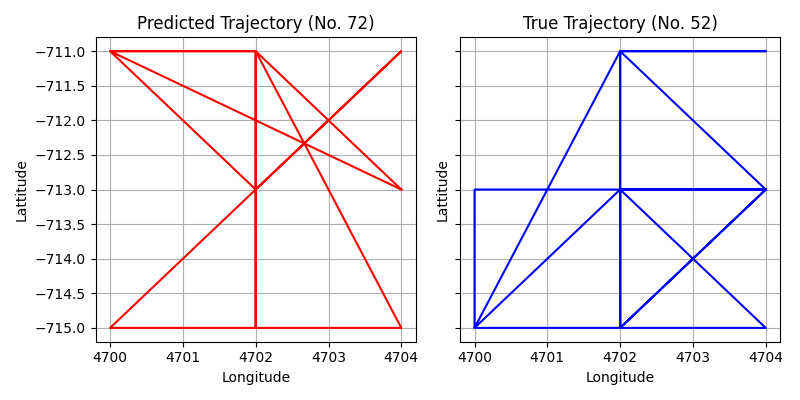 Predicted Trajectory (No. 72)
True Trajectory (No. 52)
−711.0
−711.5
−712.0
−712.5
−713.0
−713.5
−714.0
−714.5
−715.0
Lattitude
Lattitude
4700 4701 4702 4703 4704
4700 4701 4702 4703 4704
Longitude
Longitude